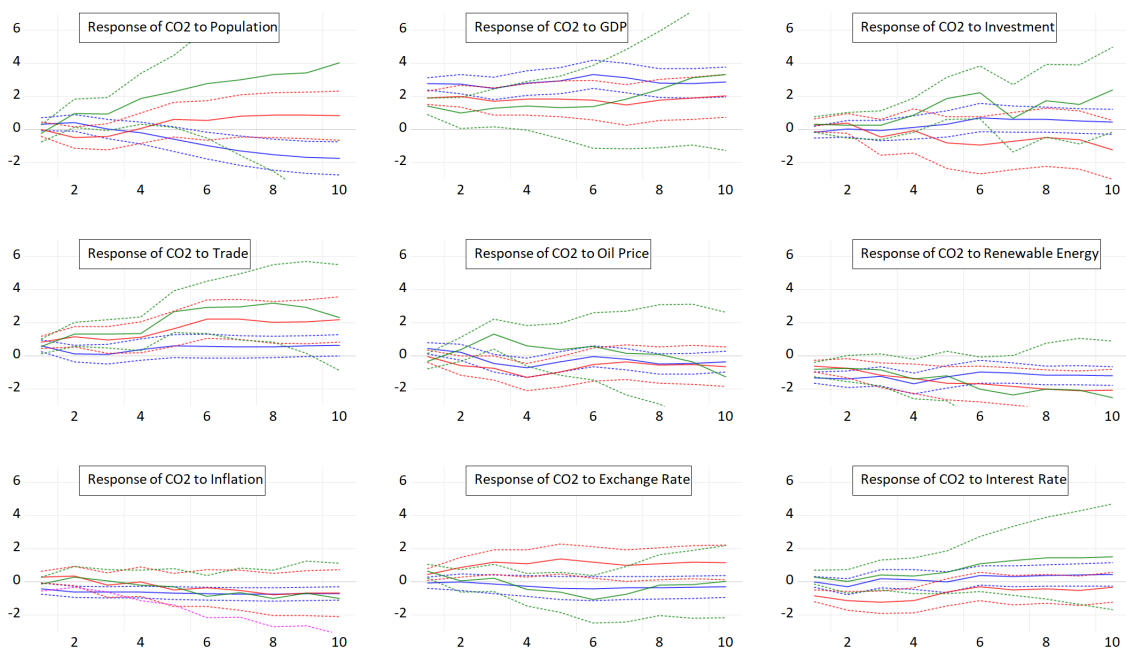 Response of CO2 to Population
Response of CO2 to GDP
Response of CO2 to Investment
6
4
2
0
-2
2 4 6 8 10
6
4
2
0
-2
2 4 6 8 10
6
4
2
0
-2
2 4 6 8 10
Response of CO2 to Trade
Response of CO2 to Oil Price
Response of CO2 to Renewable Energy
6
4
2
0
-2
2 4 6 8 10
6
4
2
0
-2
2 4 6 8 10
6
4
2
0
-2
2 4 6 8 10
Response of CO2 to Inflation
Response of CO2 to Exchange Rate
Response of CO2 to Interest Rate
6
4
2
0
-2
2 4 6 8 10
6
4
2
0
-2
2 4 6 8 10
6
4
2
0
-2
2 4 6 8 10